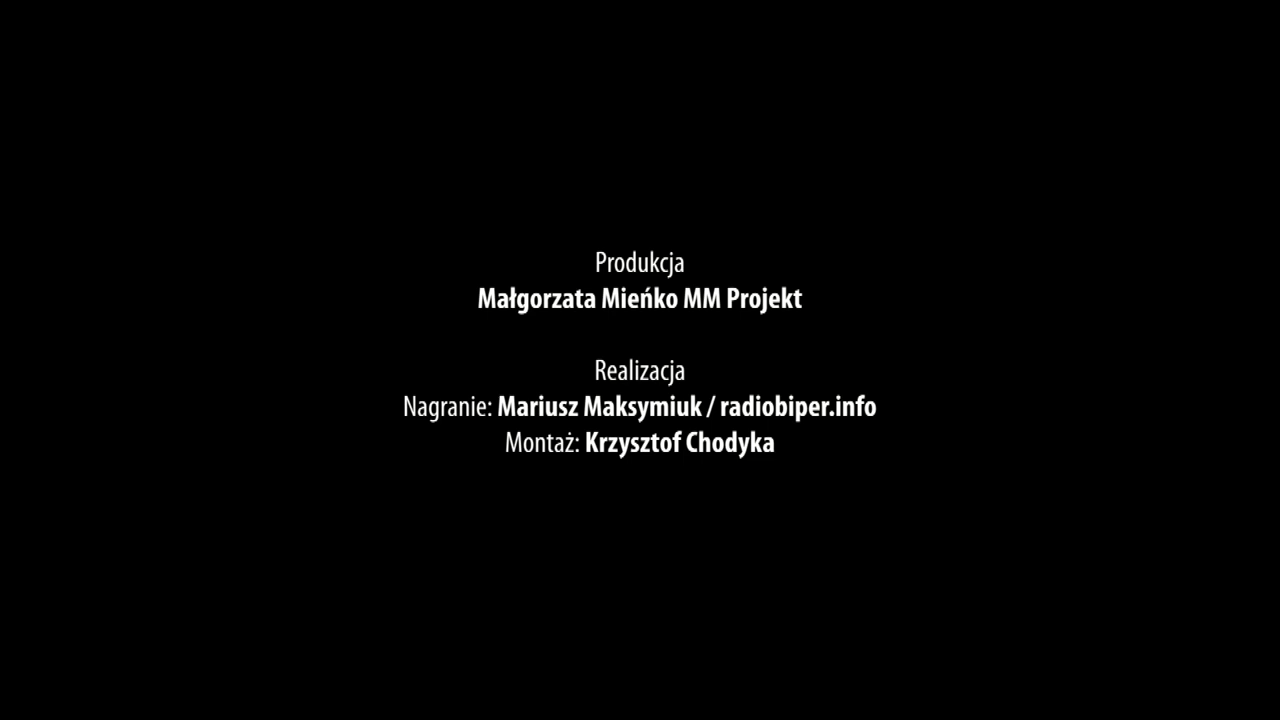 Produkcja
Małgorzata Mieńko MM Projekt
Realizacja
Nagranie: Mariusz Maksymiuk / radiobiper.info
Montaż: Krzysztof Chodyka